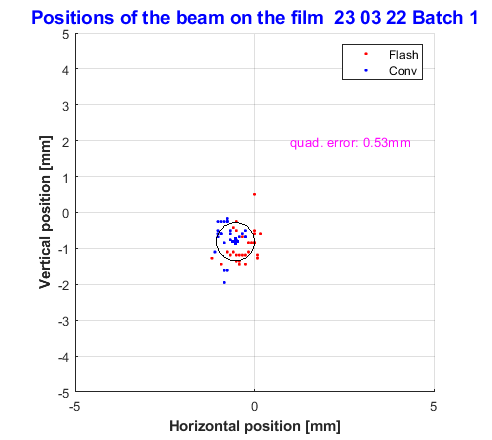 Positions of the beam on the film  23 03 22 Batch 1
Flash
Conv
quad. error: 0.53mm
Vertical position [mm]
5
4
3
2
1
0
-1
-2
-3
-4
-5
-5 0 5
Horizontal position [mm]